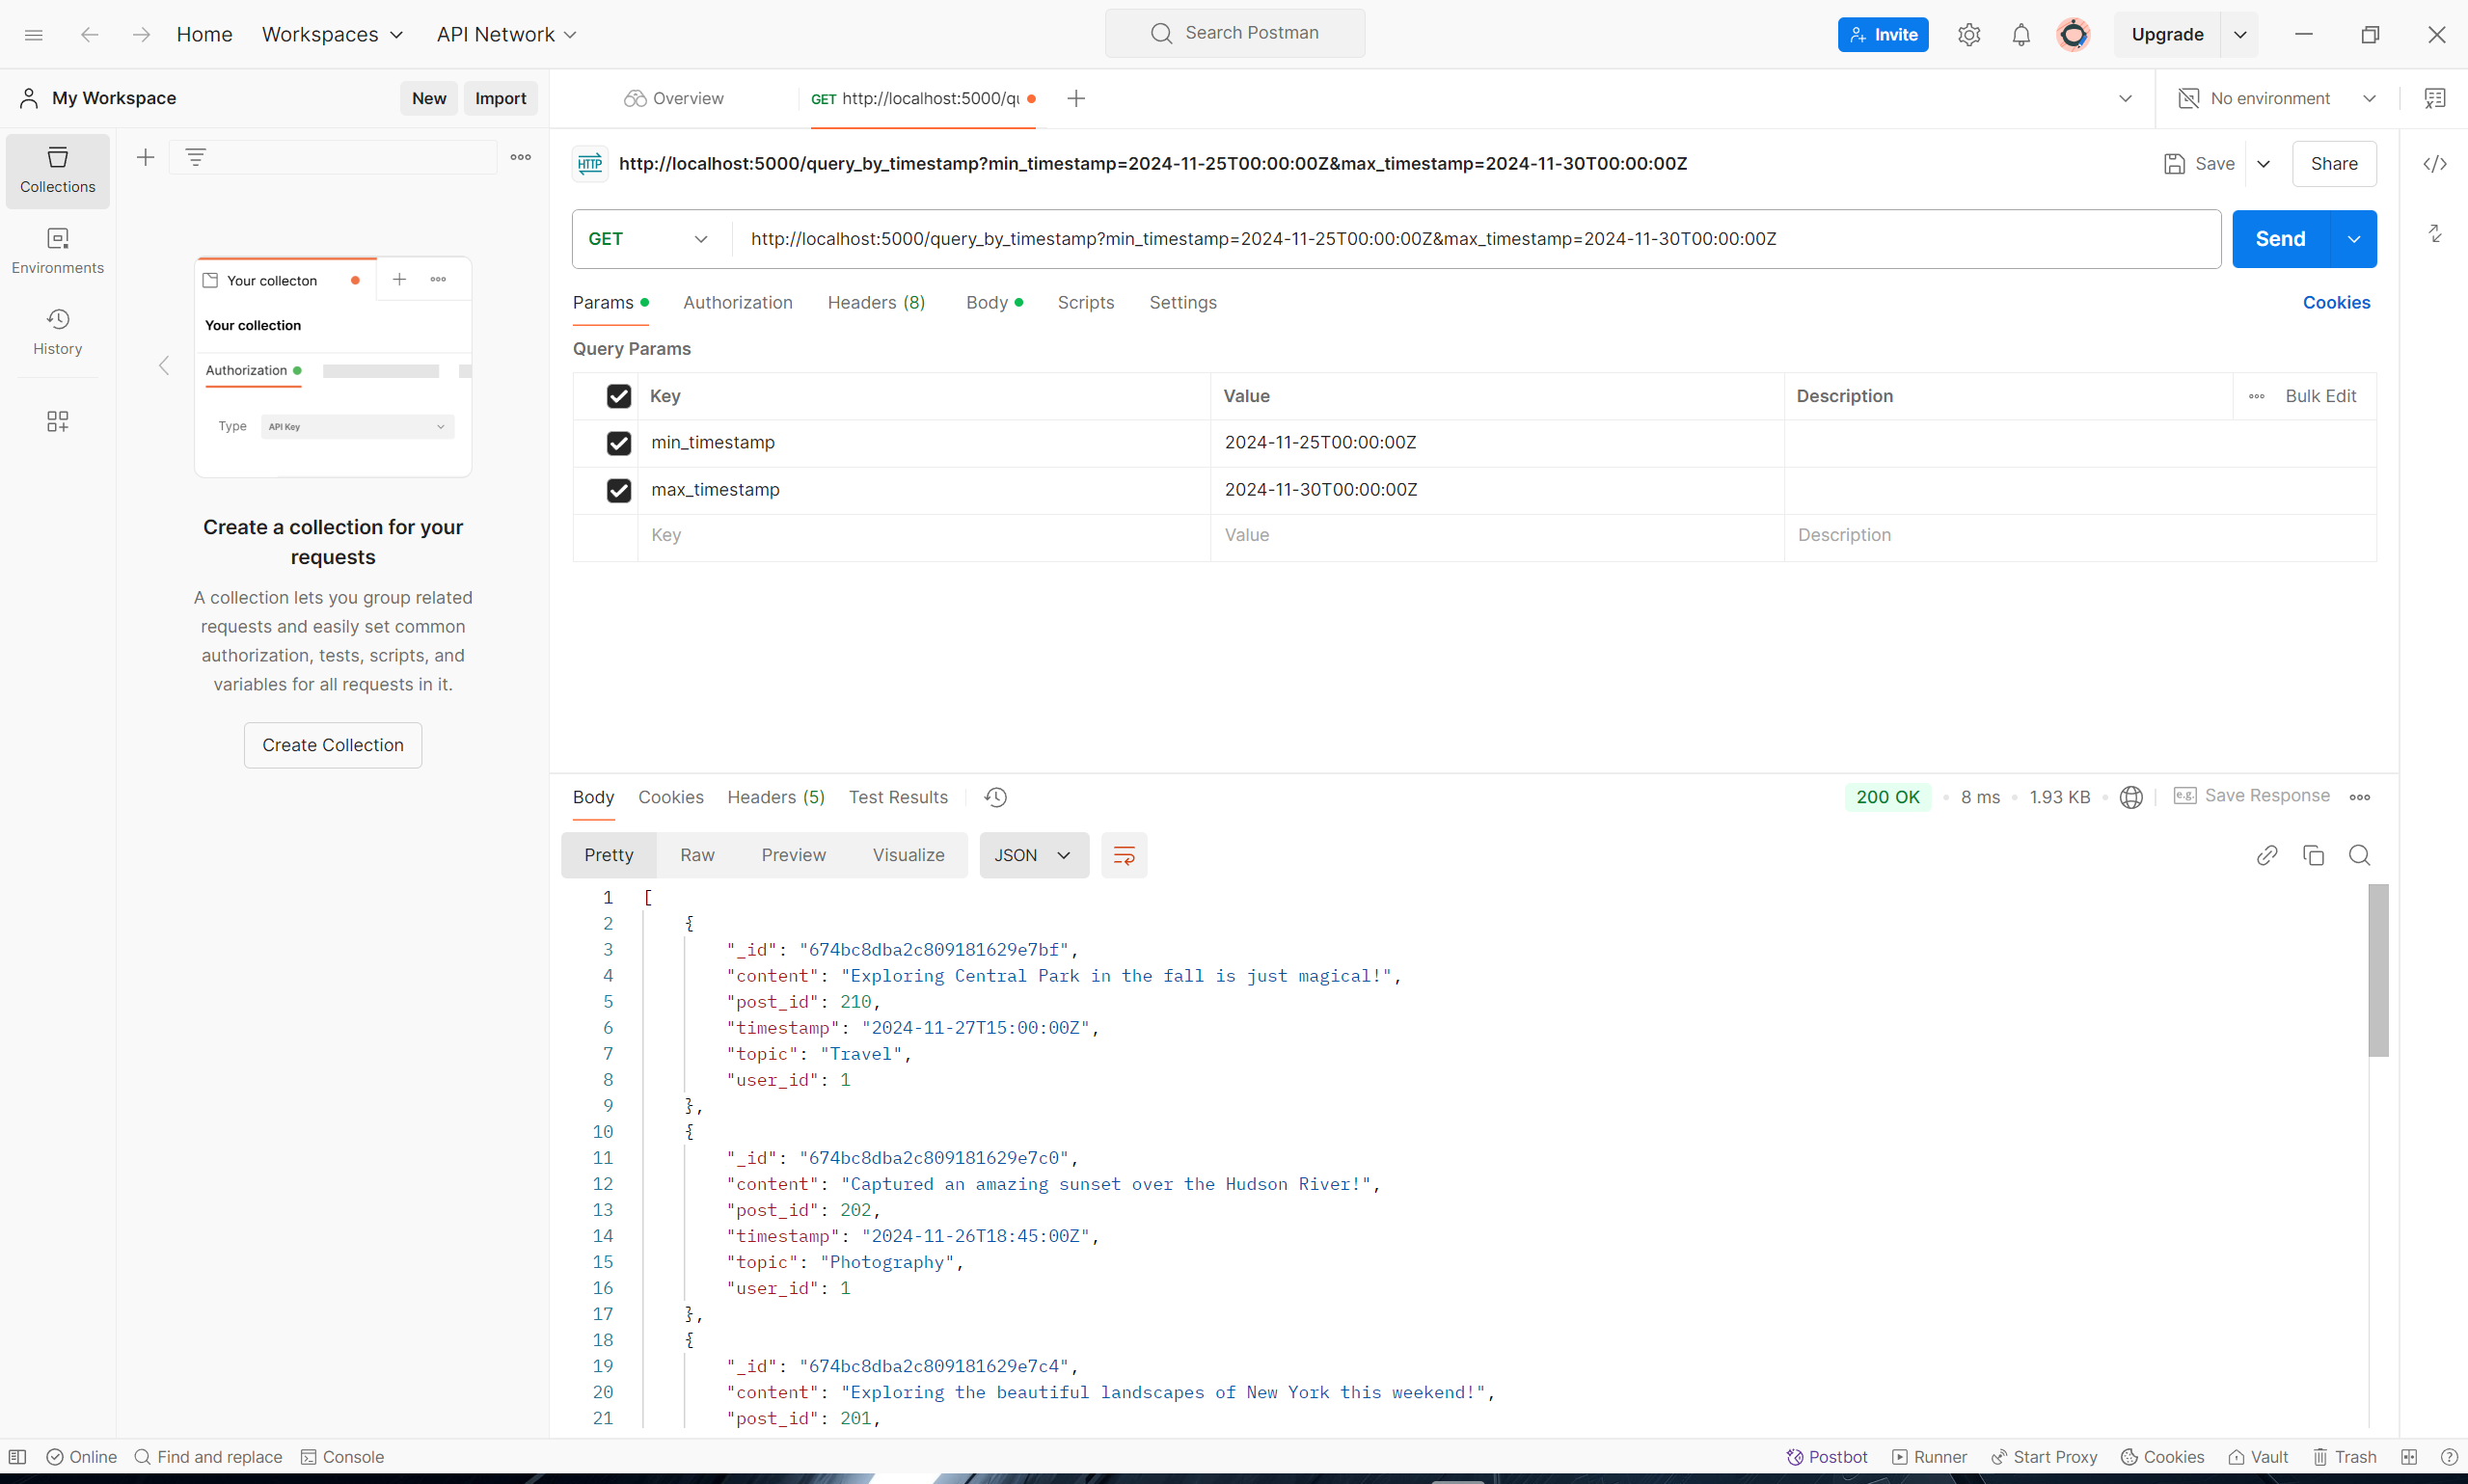 Home Workspaces API Network Search Postman Invite Upgrade
My Workspace New Import Overview GET http://localhost:5000/qu No environment
Collections
Environments
History
Your collecton
Your collection
Authorization
Type API Key
Create a collection for your
requests
A collection lets you group related
requests and easily set common
authorization, tests, scripts, and
variables for all requests in it.
Create Collection
HTTP http://localhost:5000/query_by_timestamp?min_timestamp=2024-11-25T00:00:00Z&max_timestamp=2024-11-30T00:00:00Z Save Share
GET http://localhost:5000/query_by_timestamp?min_timestamp=2024-11-25T00:00:00Z&max_timestamp=2024-11-30T00:00:00Z Send
Params Authorization Headers (8) Body Scripts Settings Cookies
Query Params
Key Value Description Bulk Edit
min_timestamp 2024-11-25T00:00:00Z
max_timestamp 2024-11-30T00:00:00Z
Key Value Description
Body Cookies Headers (5) Test Results 200 OK 8 ms 1.93 KB e.g. Save Response
Pretty Raw Preview Visualize JSON
1 [
2 {
3 "_id": "674bc8dba2c809181629e7bf",
4 "content": "Exploring Central Park in the fall is just magical!",
5 "post_id": 210,
6 "timestamp": "2024-11-27T15:00:00Z",
7 "topic": "Travel",
8 "user_id": 1
9 },
10 {
11 "_id": "674bc8dba2c809181629e7c0",
12 "content": "Captured an amazing sunset over the Hudson River!",
13 "post_id": 202,
14 "timestamp": "2024-11-26T18:45:00Z",
15 "topic": "Photography",
16 "user_id": 1
17 },
18 {
19 "_id": "674bc8dba2c809181629e7c4",
20 "content": "Exploring the beautiful landscapes of New York this weekend!",
21 "post_id": 201,
Online Find and replace Console Postbot Runner Start Proxy Cookies Vault Trash